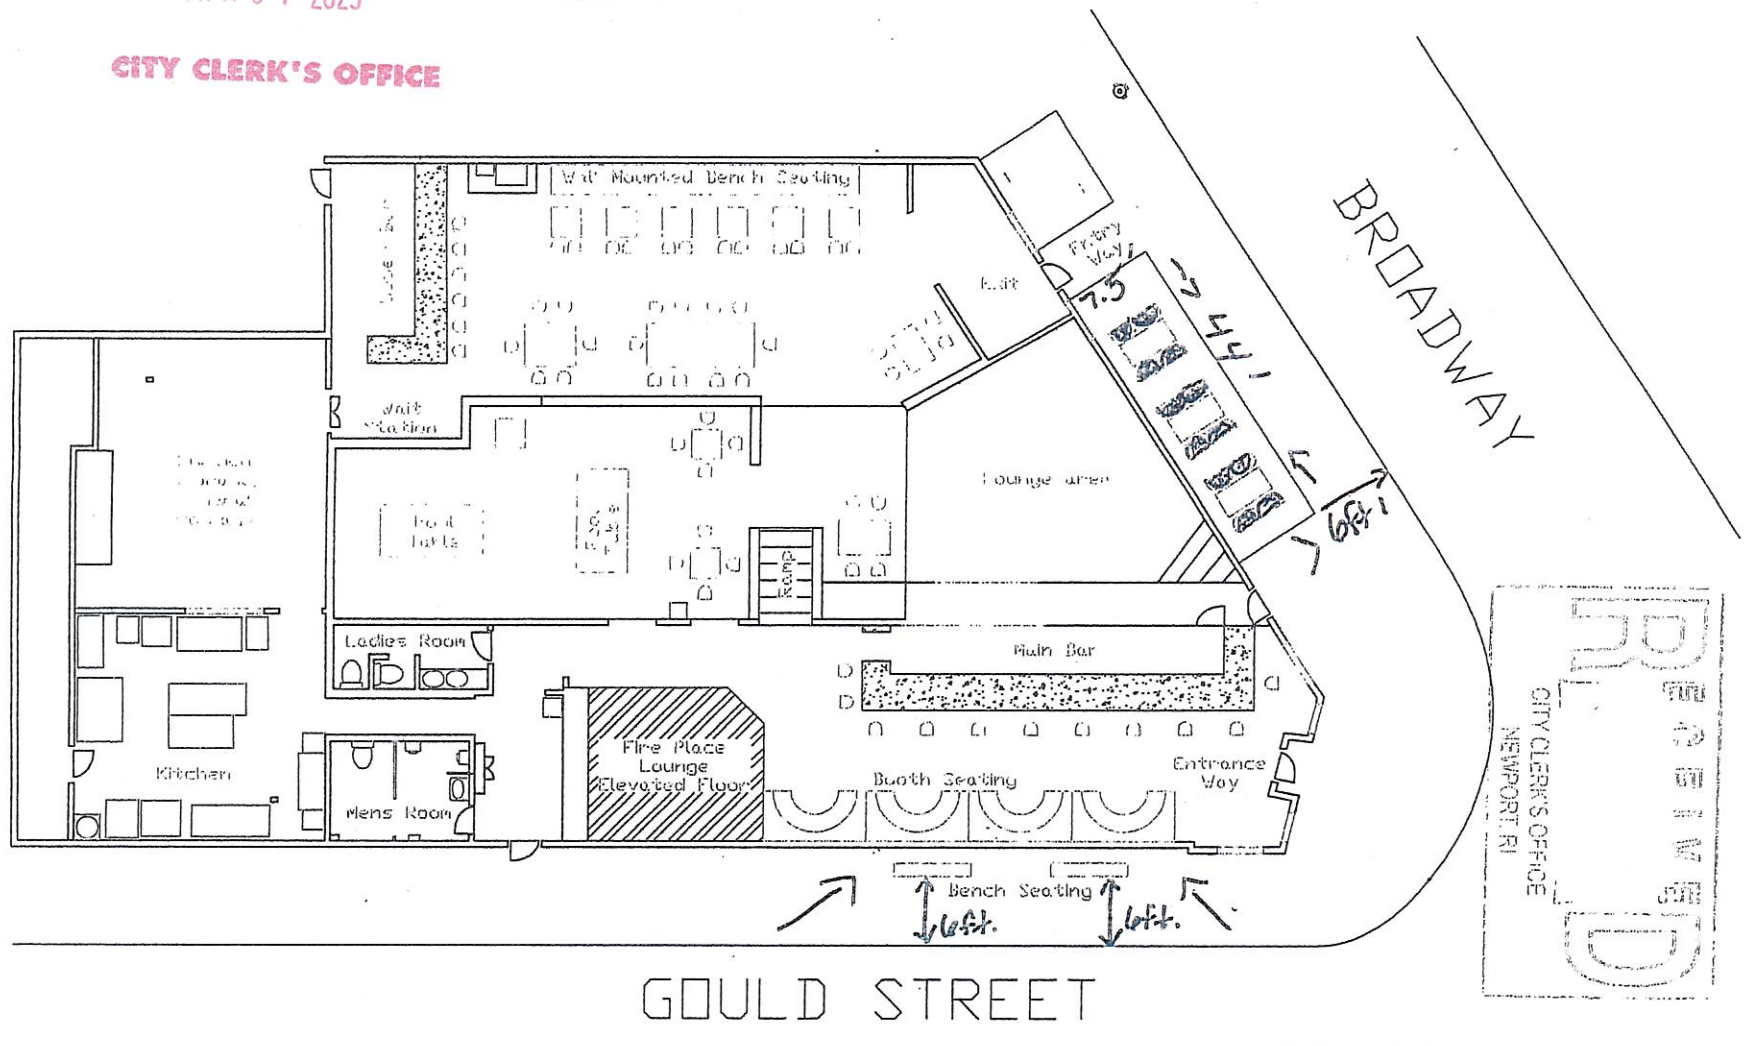 2025
CITY CLERK'S OFFICE
BROADWAY
Wall Mounted Bench Seating
Entry
Way
7.5'
44'
Exit
Wait
Station
Lounge area
6ft'
Ramp
Ladies Room
Main Bar
Fire Place
Lounge
Elevated Floor
Kitchen
Mens Room
Booth Seating
Entrance
Way
Bench Seating
6ft.
6ft.
GOULD STREET
RECEIVED
CITY CLERK'S OFFICE
NEWPORT, RI